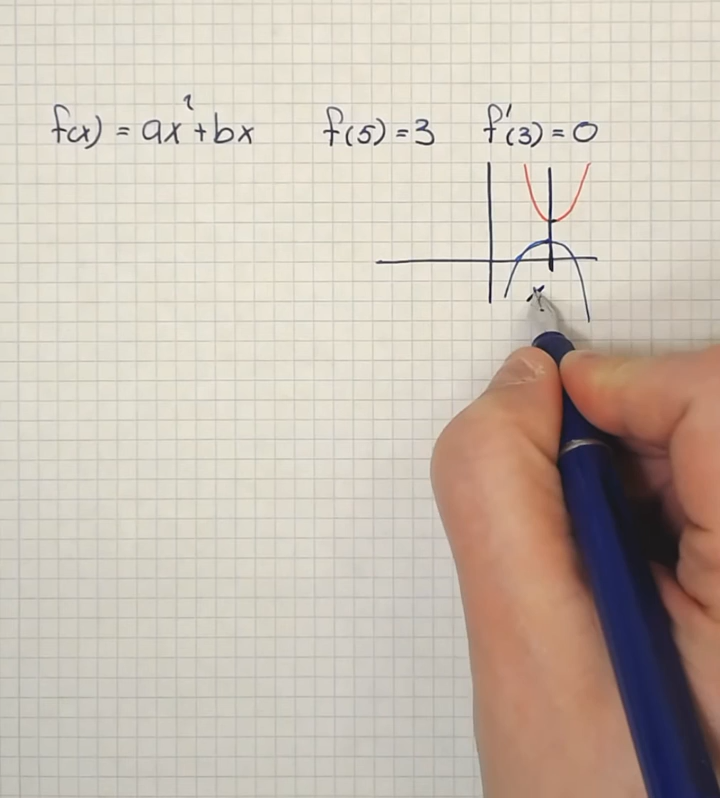 f(x) = ax² + bx f(5) = 3 f'(3) = 0
x